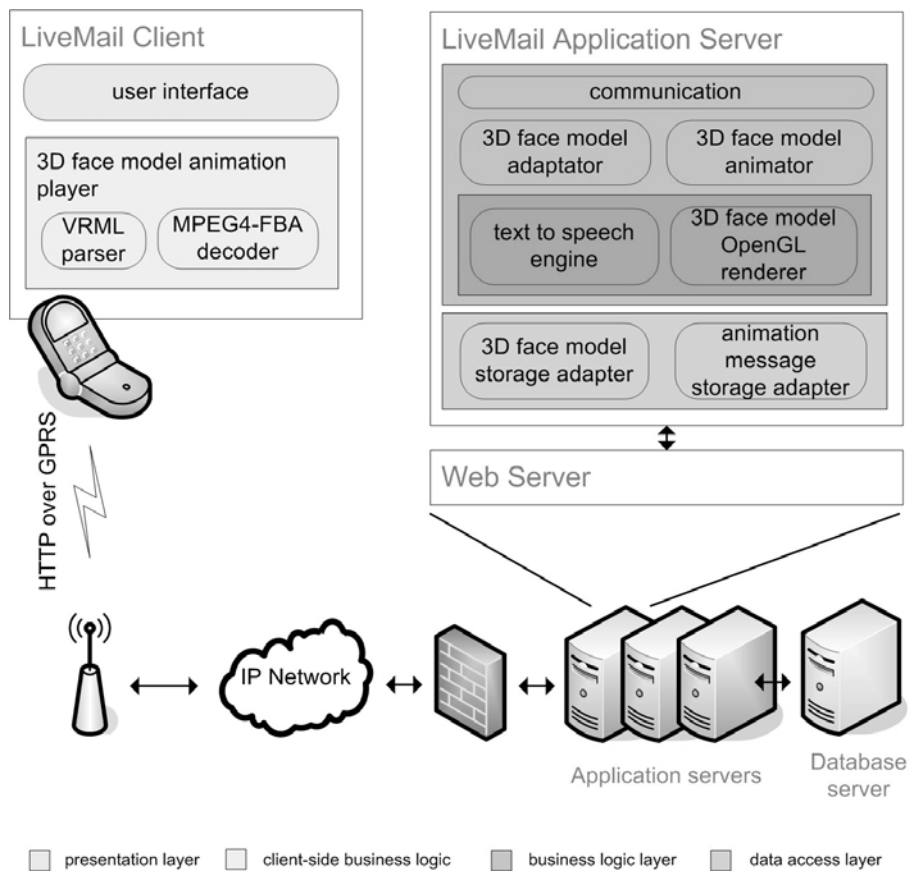 LiveMail Client
user interface
3D face model animation
player
VRML
parser
MPEG4-FBA
decoder
LiveMail Application Server
communication
3D face model
adaptator
3D face model
animator
text to speech
engine
3D face model
OpenGL
renderer
3D face model
storage adapter
animation
message
storage adapter
Web Server
HTTP over GPRS
IP Network
Application servers
Database
server
presentation layer
client-side business logic
business logic layer
data access layer